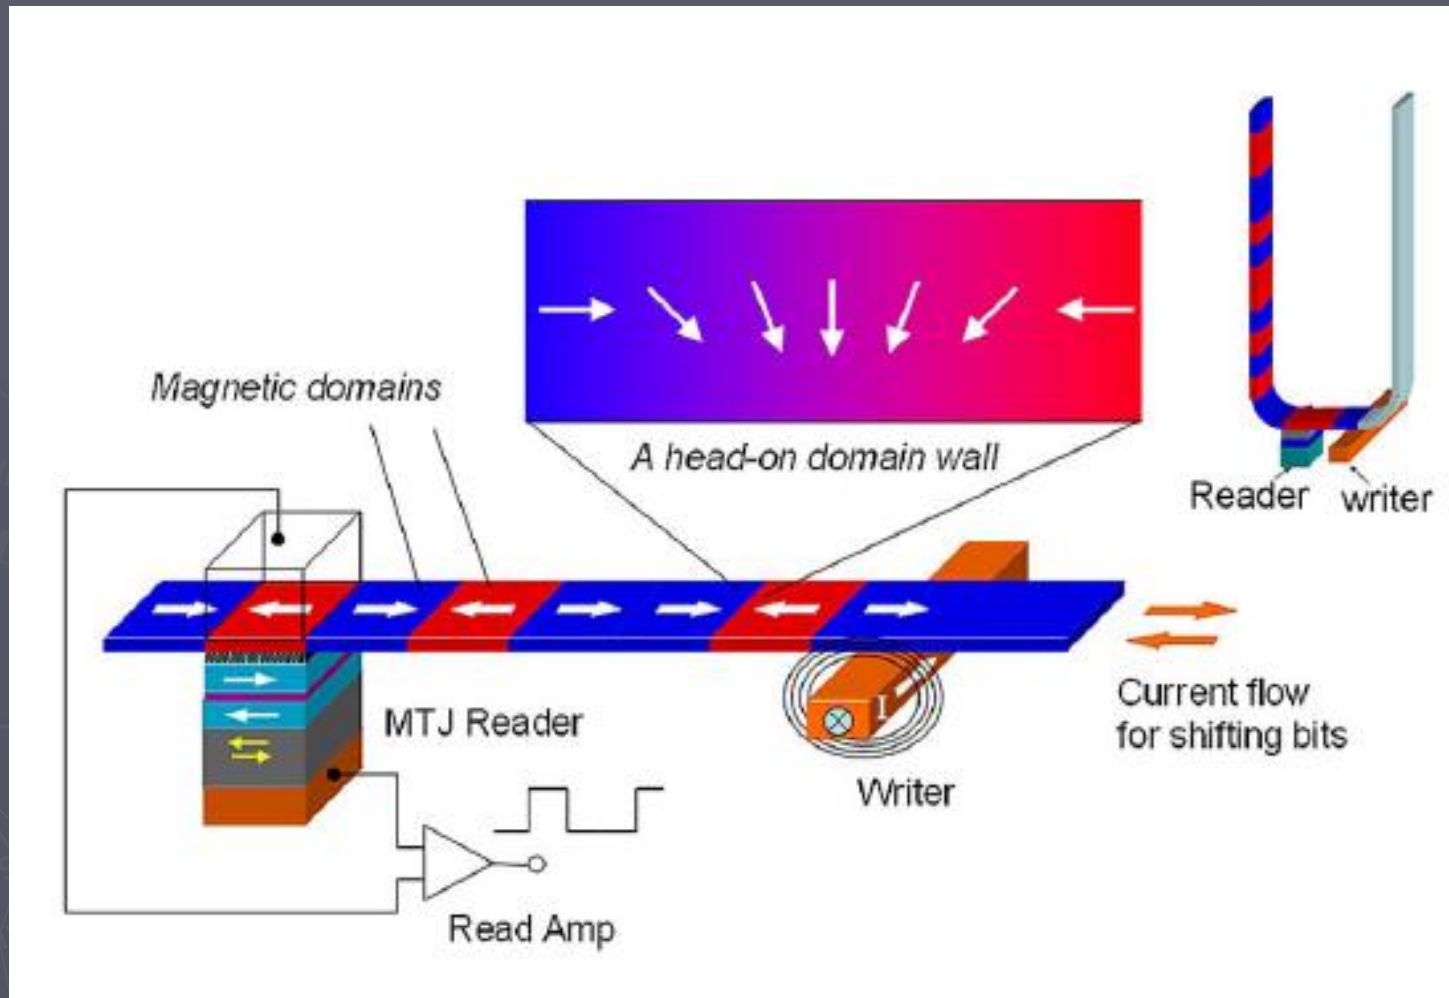 Magnetic domains
A head-on domain wall
Reader
writer
MTJ Reader
I
Writer
Current flow
for shifting bits
Read Amp